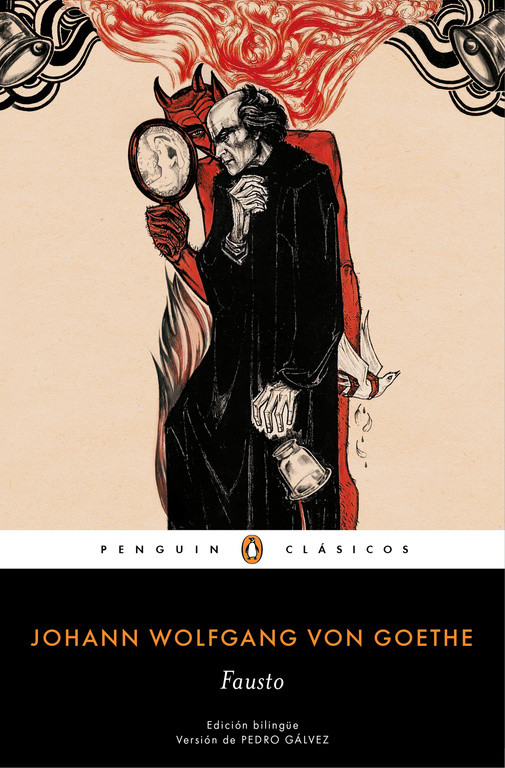 PENGUIN CLÁSICOS
JOHANN WOLFGANG VON GOETHE
Fausto
Edición bilingüe
Versión de PEDRO GÁLVEZ